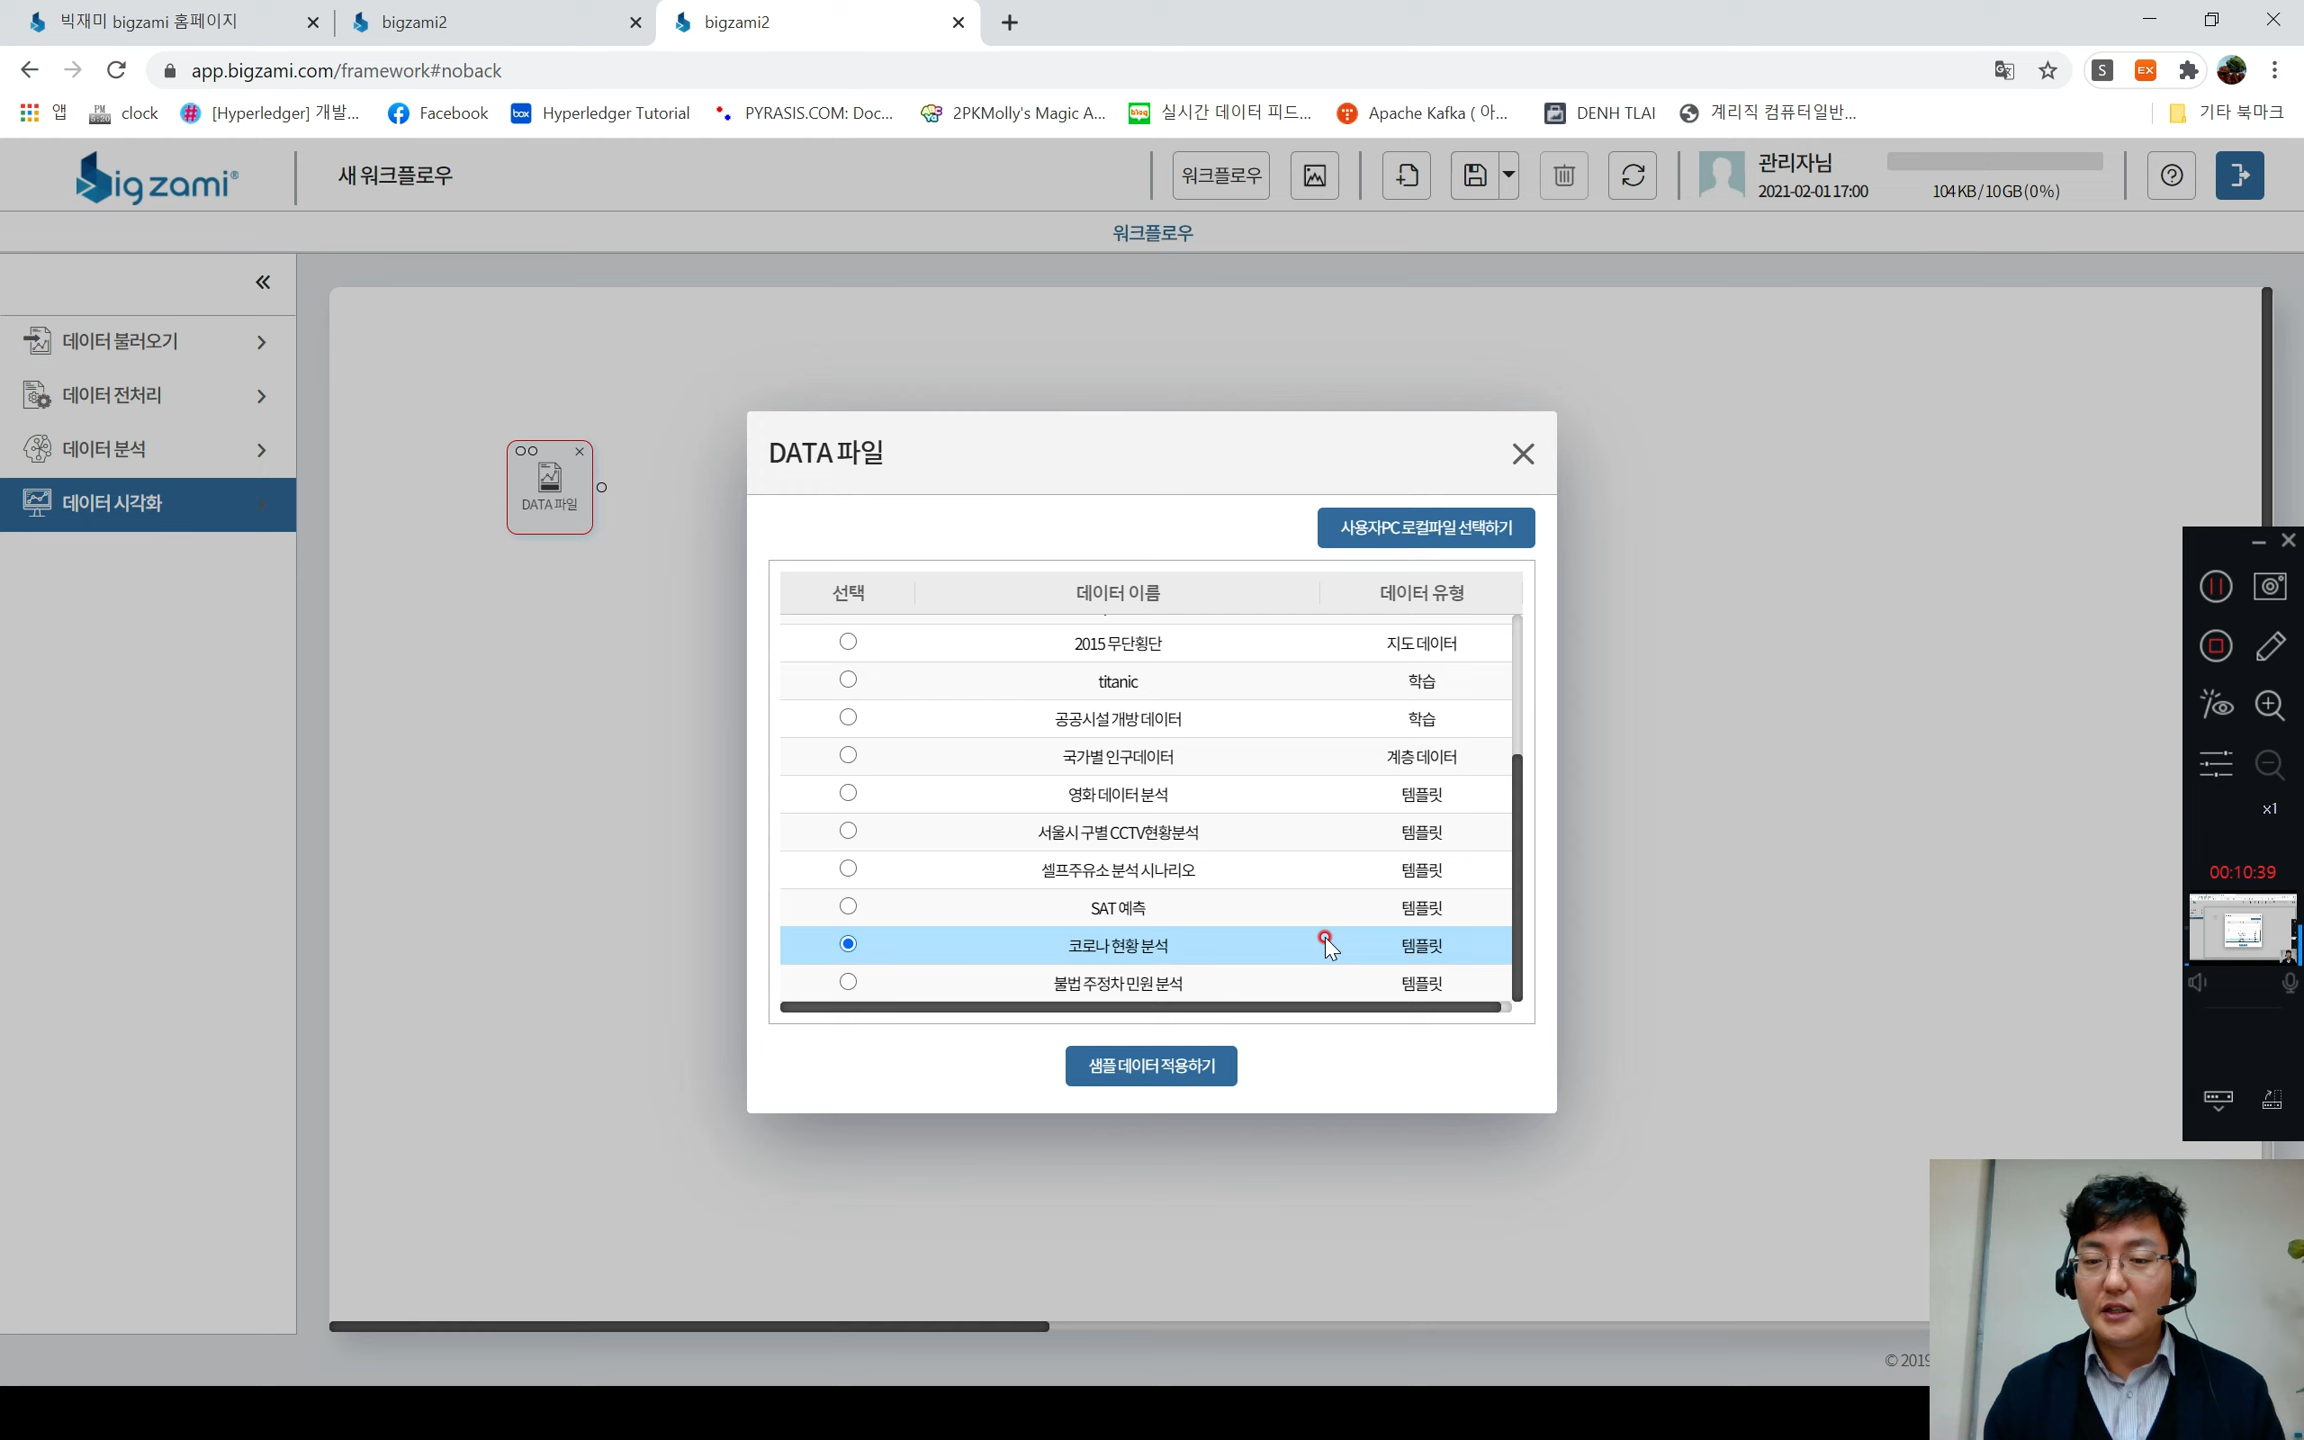 빅재미 bigzami 홈페이지
bigzami2
bigzami2
app.bigzami.com/framework#noback
S
EX
앱
clock
[Hyperledger] 개발...
Facebook
box
Hyperledger Tutorial
PYRASIS.COM: Doc...
2PKMolly's Magic A...
실시간 데이터 피드...
Apache Kafka ( 아...
DENH TLAI
계리직 컴퓨터일반...
기타 북마크
big zami®
새 워크플로우
워크플로우
관리자님
2021-02-01 17:00
104 KB / 10 GB (0%)
워크플로우
데이터 불러오기
데이터 전처리
데이터 분석
데이터 시각화
DATA 파일
DATA 파일
사용자PC 로컬파일 선택하기
선택 데이터 이름 데이터 유형
2015 무단횡단 지도 데이터
titanic 학습
공공시설 개방 데이터 학습
국가별 인구데이터 계층 데이터
영화 데이터 분석 템플릿
서울시 구별 CCTV현황분석 템플릿
셀프주유소 분석 시나리오 템플릿
SAT 예측 템플릿
코로나 현황 분석 템플릿
불법 주정차 민원 분석 템플릿
샘플 데이터 적용하기
x1
00:10:39
© 2019